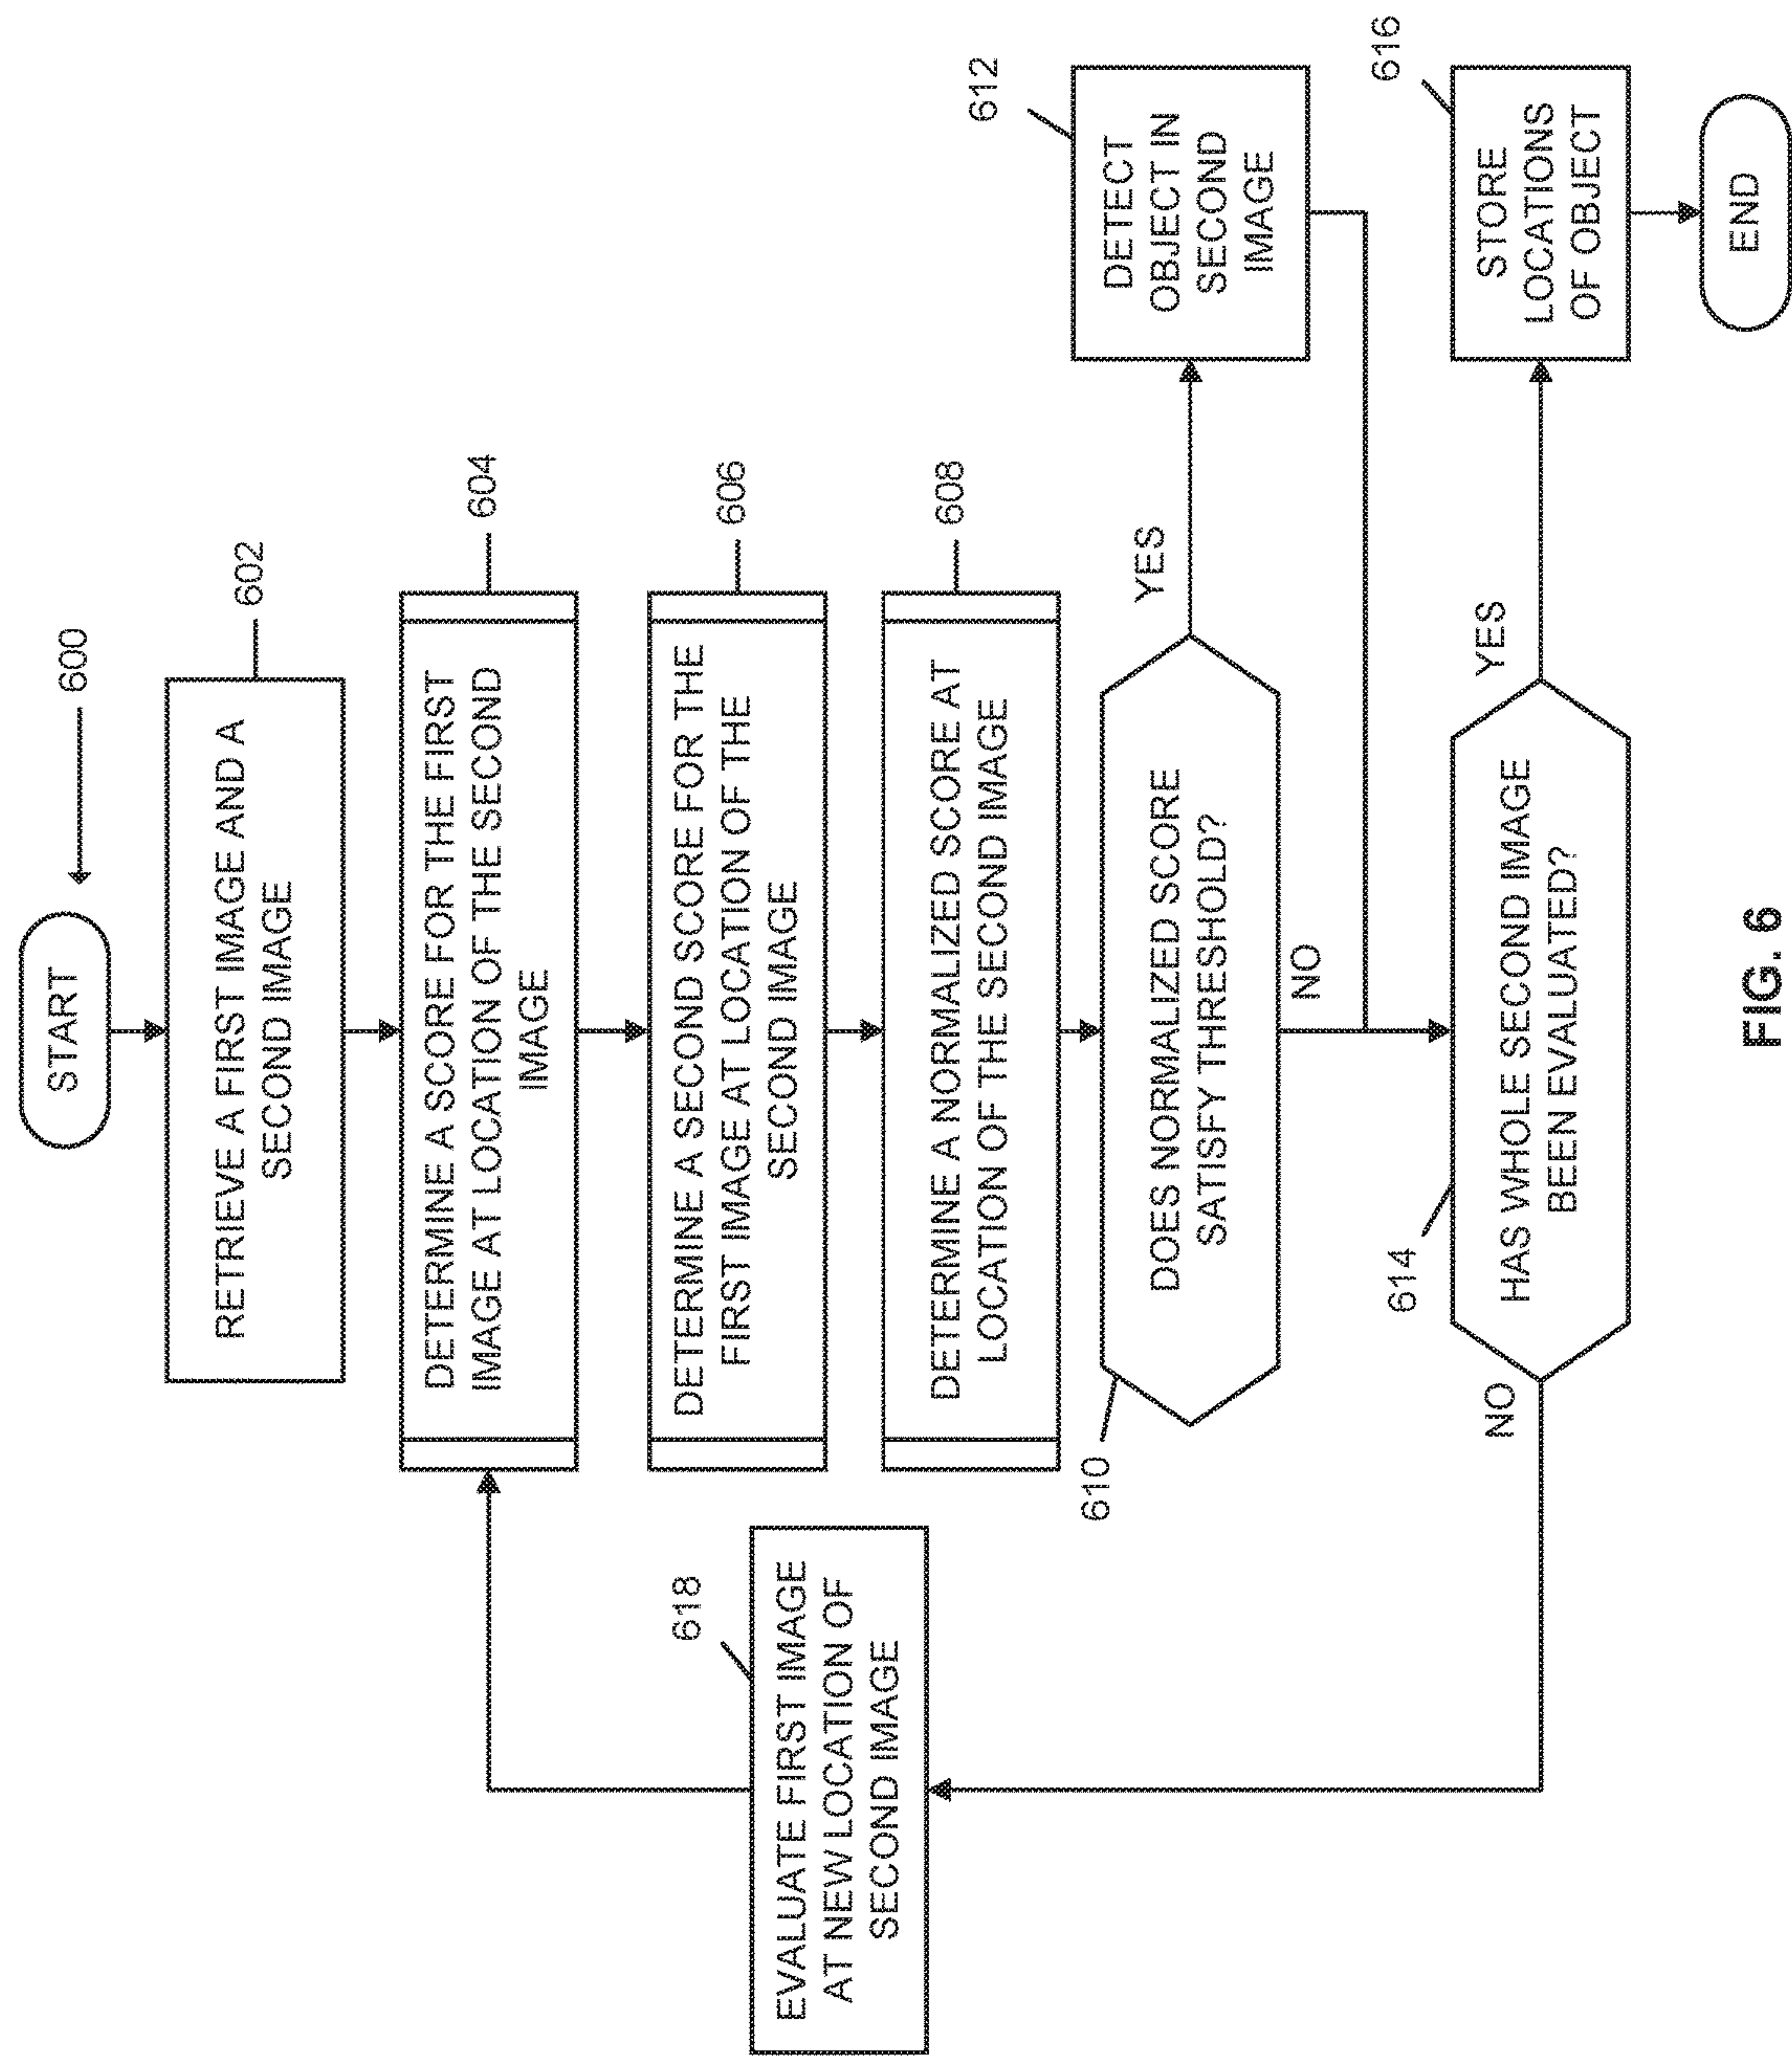 START
600
RETRIEVE A FIRST IMAGE AND A
SECOND IMAGE
602
DETERMINE A SCORE FOR THE FIRST
IMAGE AT LOCATION OF THE SECOND
IMAGE
604
DETERMINE A SECOND SCORE FOR THE
FIRST IMAGE AT LOCATION OF THE
SECOND IMAGE
606
EVALUATE FIRST IMAGE
AT NEW LOCATION OF
SECOND IMAGE
618
DETERMINE A NORMALIZED SCORE AT
LOCATION OF THE SECOND IMAGE
608
DOES NORMALIZED SCORE
SATISFY THRESHOLD?
610
YES
NO
DETECT
OBJECT IN
SECOND
IMAGE
612
HAS WHOLE SECOND IMAGE
BEEN EVALUATED?
614
NO
YES
STORE
LOCATIONS
OF OBJECT
616
END
FIG. 6